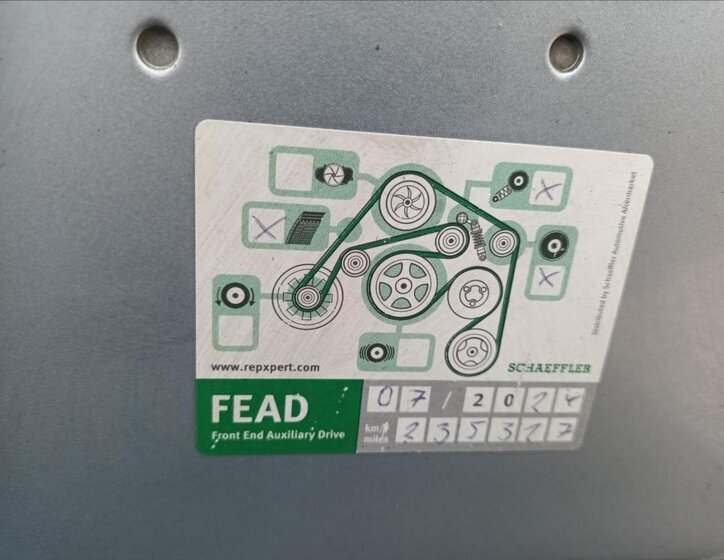 X
X
X
Distributed by Schaeffler Automotive Aftermarket
www.repxpert.com
SCHAEFFLER
FEAD
Front End Auxiliary Drive
07 / 2024
km/
miles
235317